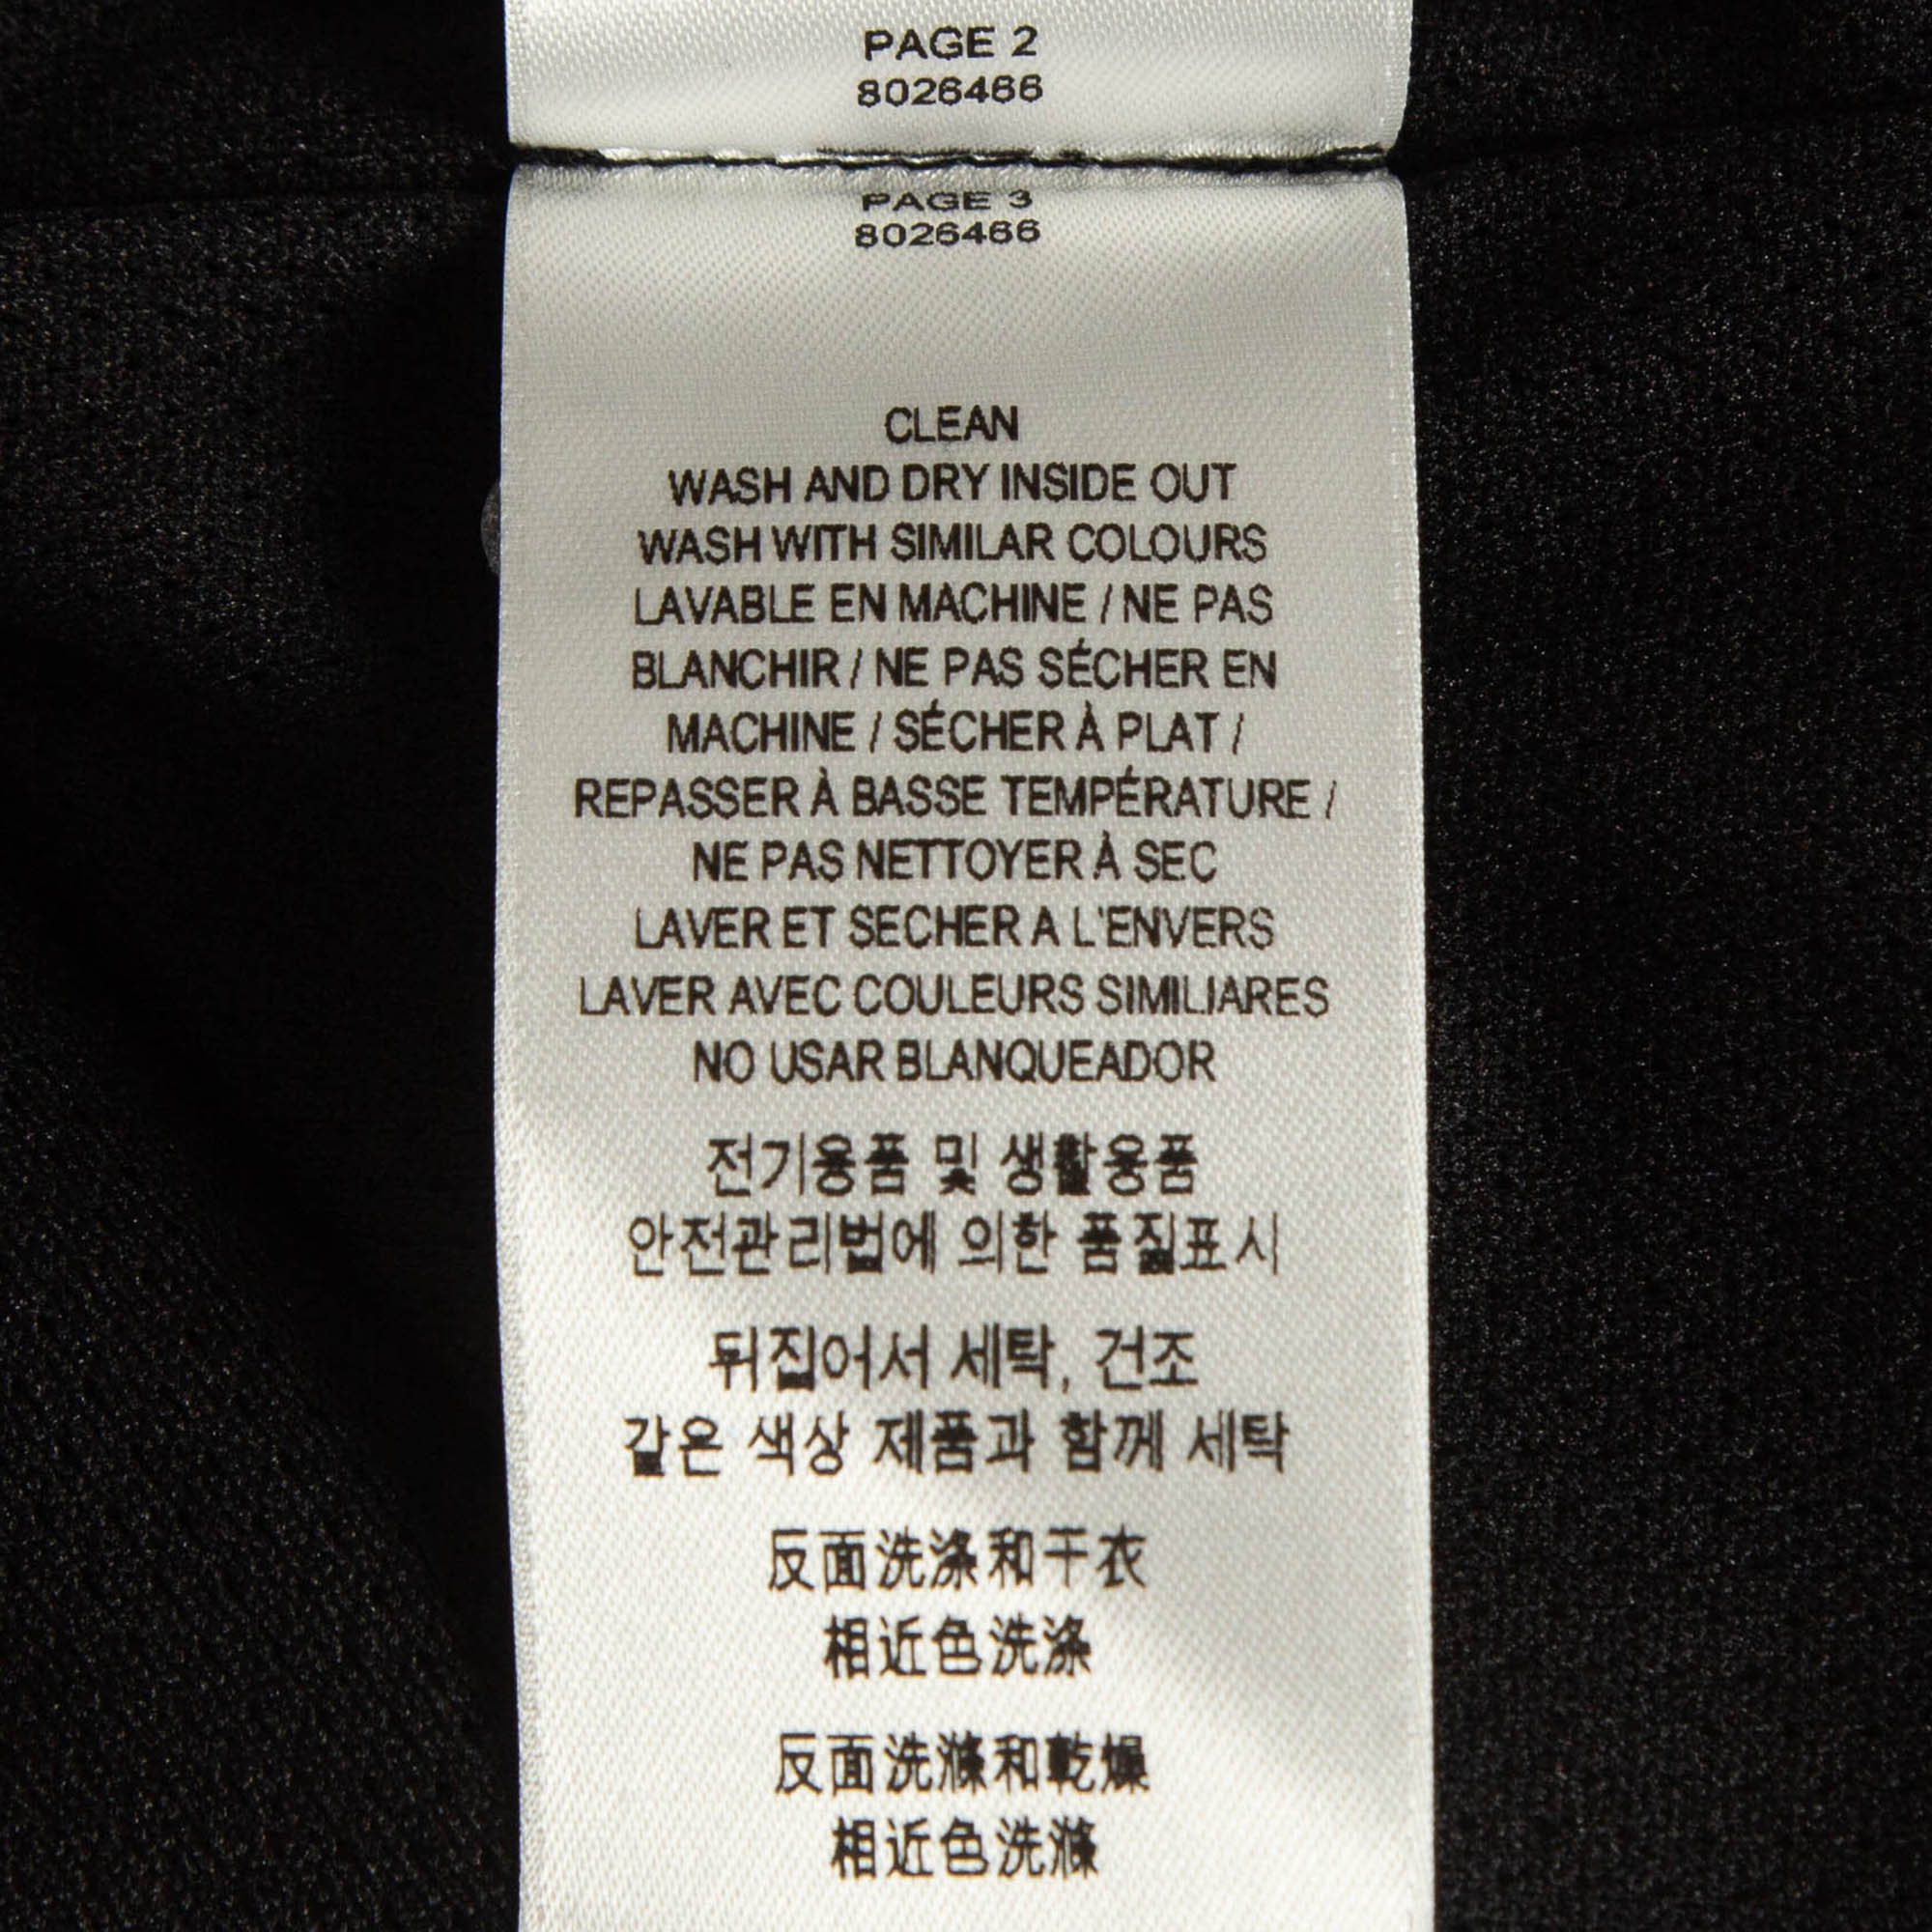 PAGE 2
8026466
PAGE 3
8026466
CLEAN
WASH AND DRY INSIDE OUT
WASH WITH SIMILAR COLOURS
LAVABLE EN MACHINE / NE PAS
BLANCHIR / NE PAS SÉCHER EN
MACHINE / SÉCHER À PLAT /
REPASSER À BASSE TEMPÉRATURE /
NE PAS NETTOYER À SEC
LAVER ET SECHER A L'ENVERS
LAVER AVEC COULEURS SIMILIARES
NO USAR BLANQUEADOR
전기용품 및 생활용품
안전관리법에 의한 품질표시
뒤집어서 세탁, 건조
같은 색상 제품과 함께 세탁
反面洗涤和干衣
相近色洗涤
反面洗滌和乾燥
相近色洗滌